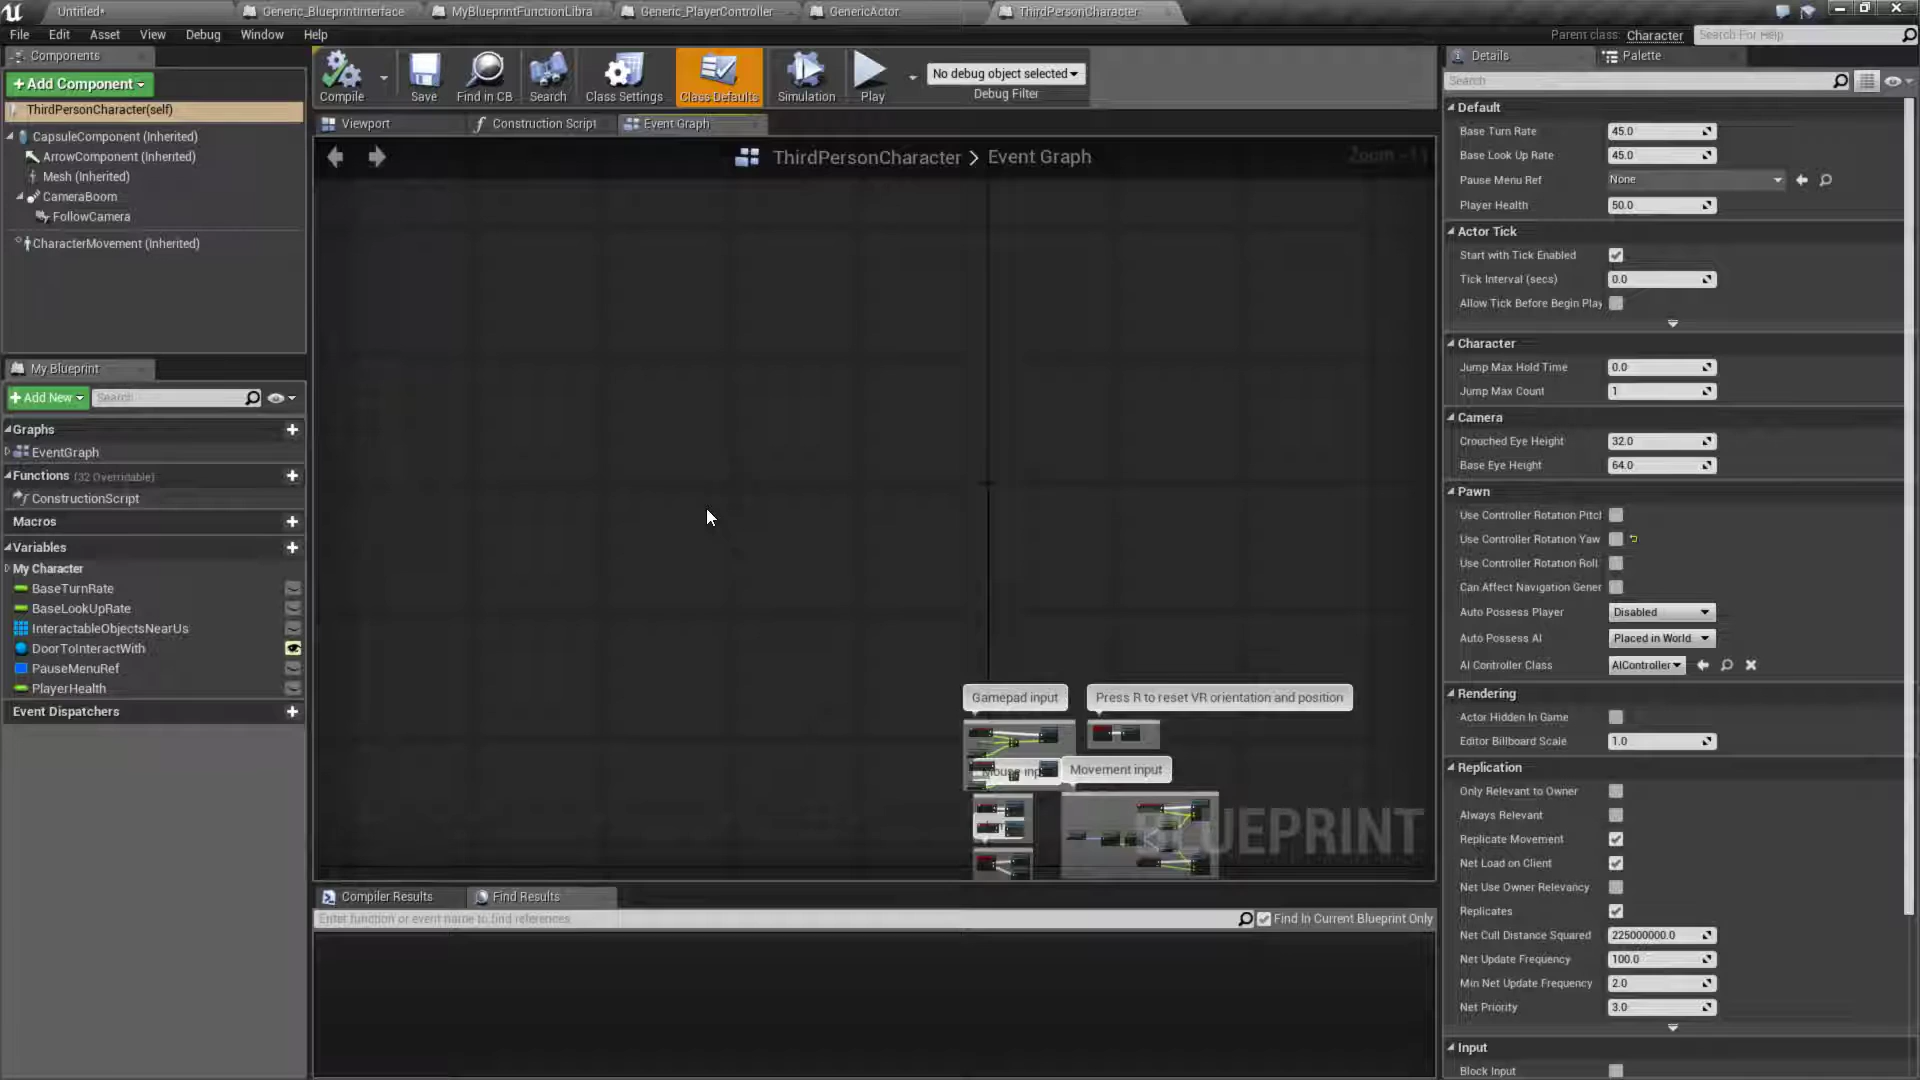 Untitled*
Generic_BlueprintInterface
MyBlueprintFunctionLibra
Generic_PlayerController
GenericActor
ThirdPersonCharacter
File Edit Asset View Debug Window Help
Parent class: Character
Search For Help
Components
+Add Component
ThirdPersonCharacter(self)
CapsuleComponent (Inherited)
ArrowComponent (Inherited)
Mesh (Inherited)
CameraBoom
FollowCamera
CharacterMovement (Inherited)
My Blueprint
+Add New
Search
Graphs
EventGraph
Functions (32 Overridable)
ConstructionScript
Macros
Variables
My Character
BaseTurnRate
BaseLookUpRate
InteractableObjectsNearUs
DoorToInteractWith
PauseMenuRef
PlayerHealth
Event Dispatchers
Compile
Save
Find in CB
Search
Class Settings
Class Defaults
Simulation
Play
No debug object selected
Debug Filter
Viewport
Construction Script
Event Graph
ThirdPersonCharacter > Event Graph
Zoom -11
Gamepad input
Press R to reset VR orientation and position
Movement input
BLUEPRINT
Compiler Results
Find Results
Enter function or event name to find references
Find In Current Blueprint Only
Details
Palette
Search
Default
Base Turn Rate 45.0
Base Look Up Rate 45.0
Pause Menu Ref None
Player Health 50.0
Actor Tick
Start with Tick Enabled
Tick Interval (secs) 0.0
Allow Tick Before Begin Play
Character
Jump Max Hold Time 0.0
Jump Max Count 1
Camera
Crouched Eye Height 32.0
Base Eye Height 64.0
Pawn
Use Controller Rotation Pitcl
Use Controller Rotation Yaw
Use Controller Rotation Roll
Can Affect Navigation Gener
Auto Possess Player Disabled
Auto Possess AI Placed in World
AI Controller Class AIController
Rendering
Actor Hidden In Game
Editor Billboard Scale 1.0
Replication
Only Relevant to Owner
Always Relevant
Replicate Movement
Net Load on Client
Net Use Owner Relevancy
Replicates
Net Cull Distance Squared 225000000.0
Net Update Frequency 100.0
Min Net Update Frequency 2.0
Net Priority 3.0
Input
Block Input